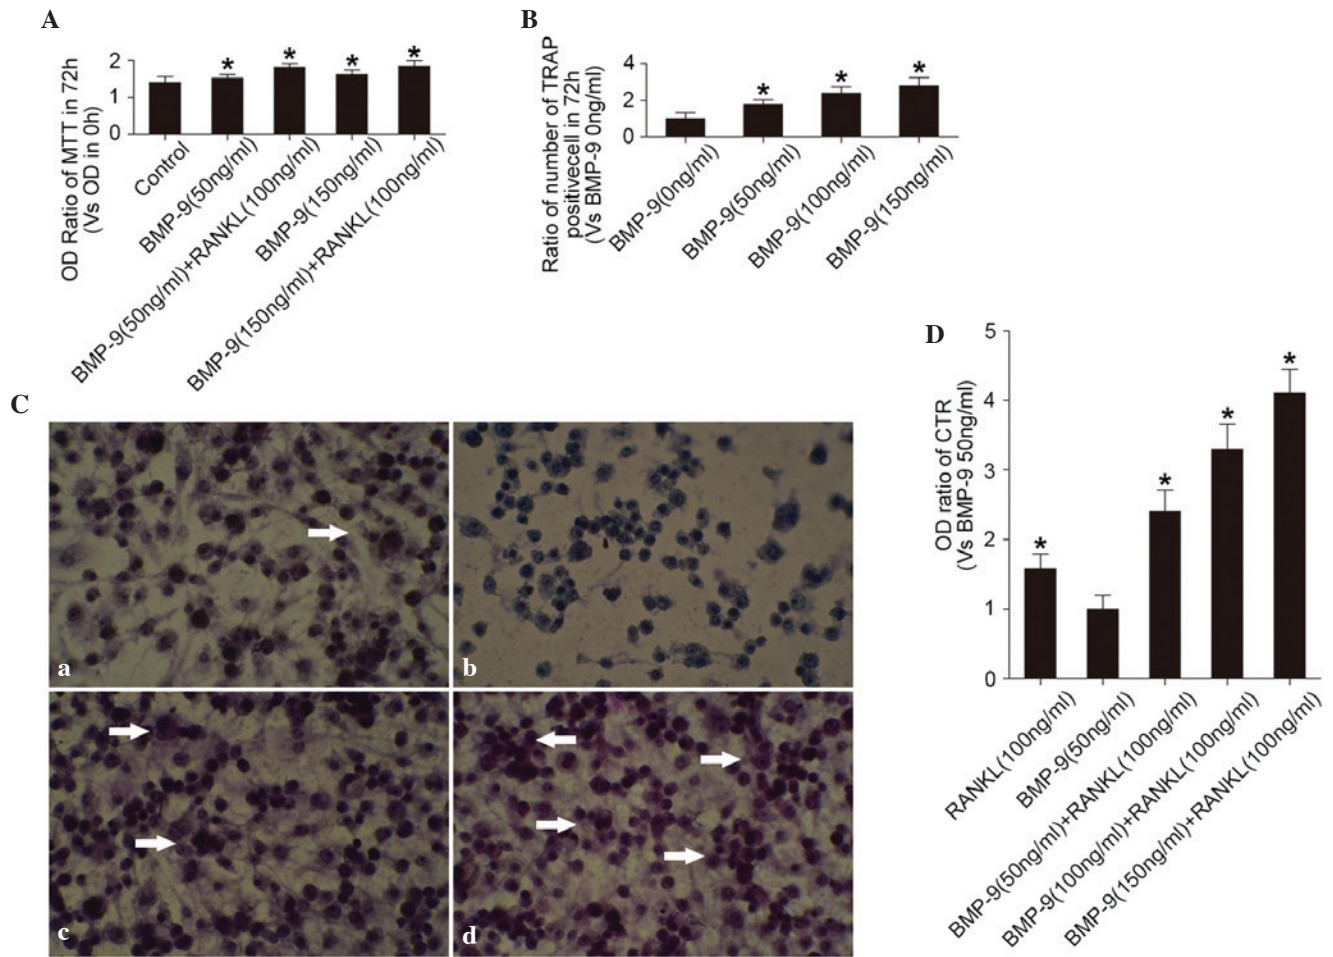 A
OD Ratio of MTT in 72h
(Vs OD in 0h)
2
1
0
*
*
*
*
Control
BMP-9(50ng/ml)
BMP-9(50ng/ml)+RANKL(100ng/ml)
BMP-9(150ng/ml)
BMP-9(150ng/ml)+RANKL(100ng/ml)
B
Ratio of number of TRAP
positivecell in 72h
(Vs BMP-9 0ng/ml)
4
2
0
*
*
*
BMP-9(0ng/ml)
BMP-9(50ng/ml)
BMP-9(100ng/ml)
BMP-9(150ng/ml)
C
a
b
c
d
D
OD ratio of CTR
(Vs BMP-9 50ng/ml)
5
4
3
2
1
0
*
*
*
*
RANKL(100ng/ml)
BMP-9(50ng/ml)
BMP-9(50ng/ml)+RANKL(100ng/ml)
BMP-9(100ng/ml)+RANKL(100ng/ml)
BMP-9(150ng/ml)+RANKL(100ng/ml)